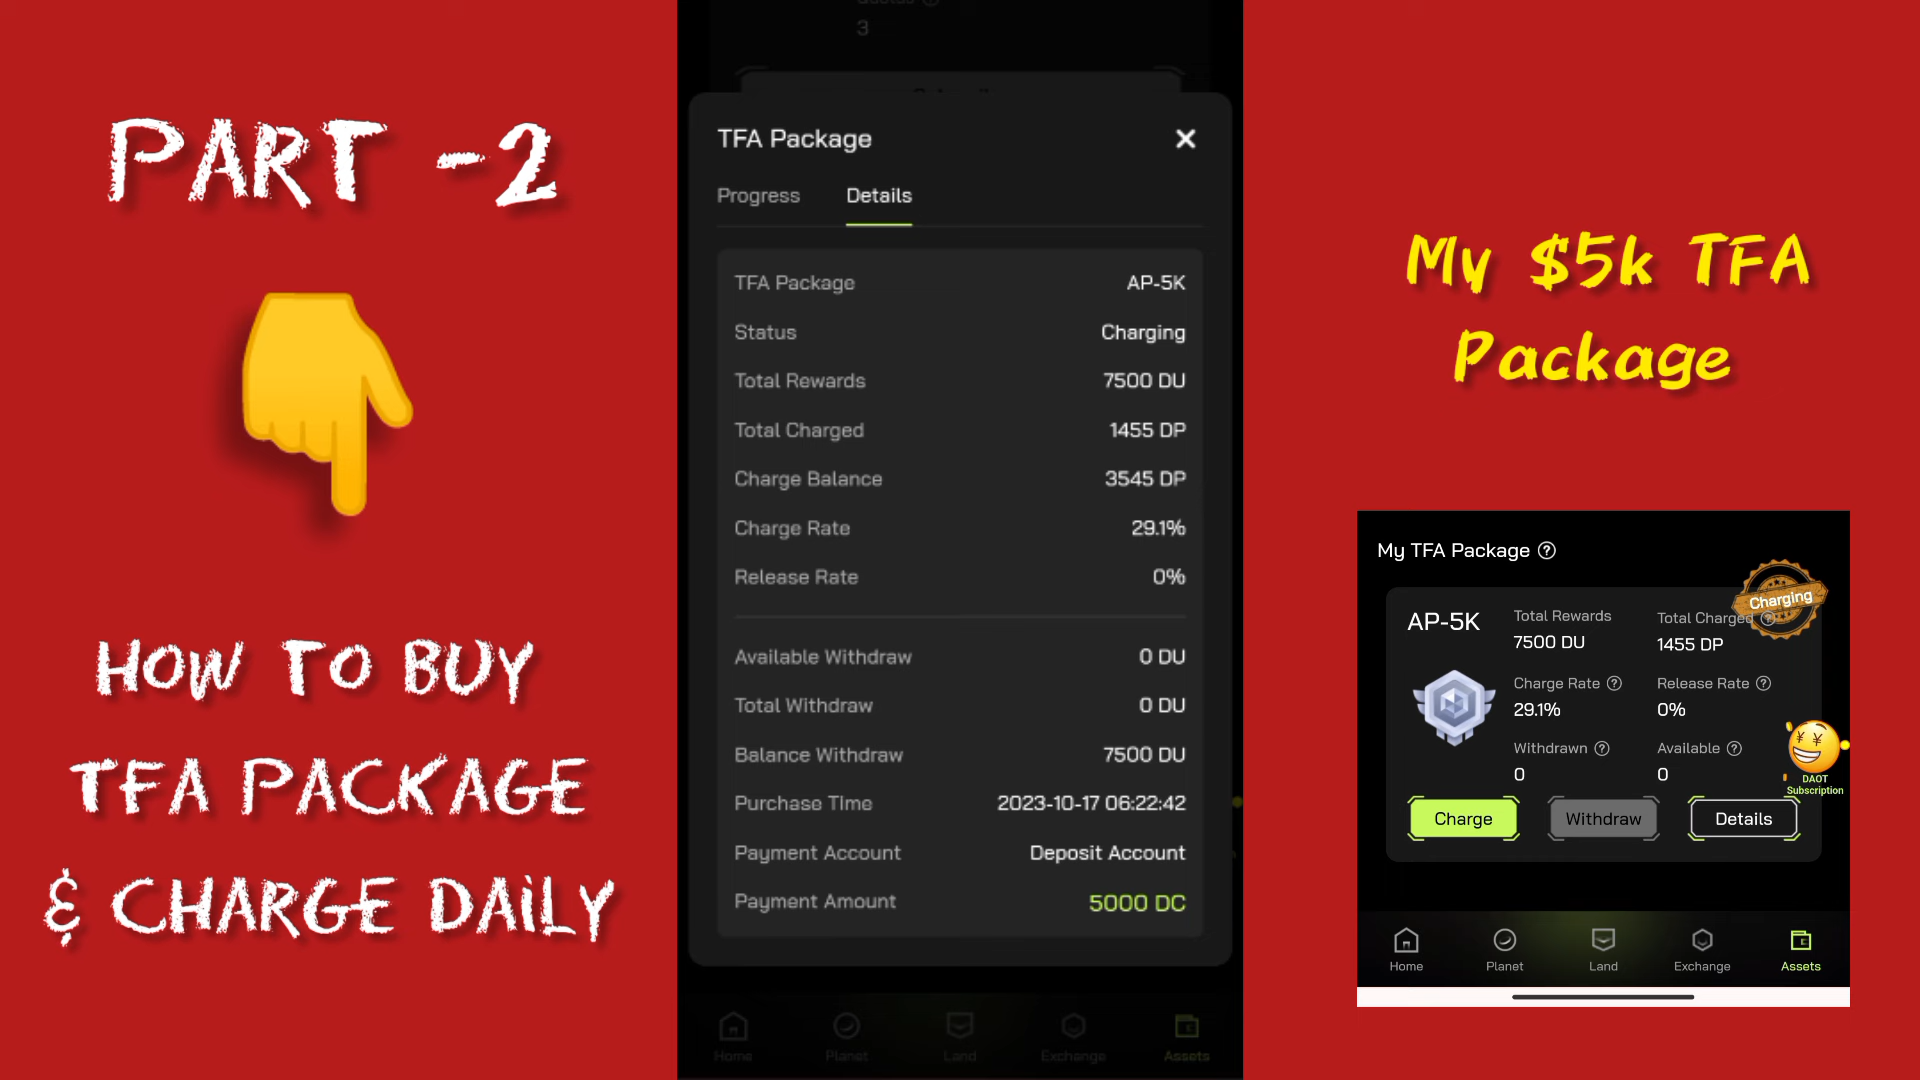 PART -2
HOW TO BUY
TFA PACKAGE
& CHARGE DAILY
3
TFA Package
Progress Details
TFA Package AP-5K
Status Charging
Total Rewards 7500 DU
Total Charged 1455 DP
Charge Balance 3545 DP
Charge Rate 29.1%
Release Rate 0%
Available Withdraw 0 DU
Total Withdraw 0 DU
Balance Withdraw 7500 DU
Purchase Time 2023-10-17 06:22:42
Payment Account Deposit Account
Payment Amount 5000 DC
Home Planet Land Exchange Assets
My $5k TFA
Package
My TFA Package
Charging
AP-5K
Total Rewards Total Charged
7500 DU 1455 DP
Charge Rate Release Rate
29.1% 0%
Withdrawn Available
0 0
DAOT
Subscription
Charge Withdraw Details
Home Planet Land Exchange Assets